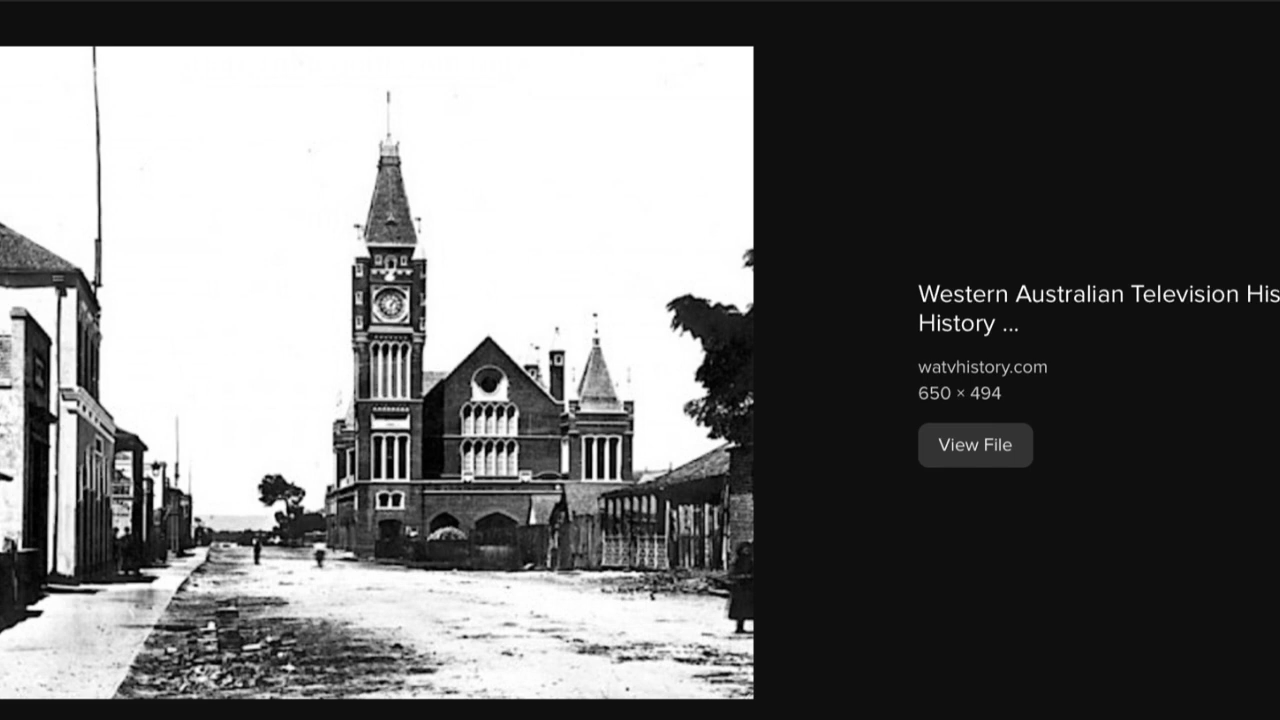 Western Australian Television His
History ...
watvhistory.com
650 × 494
View File